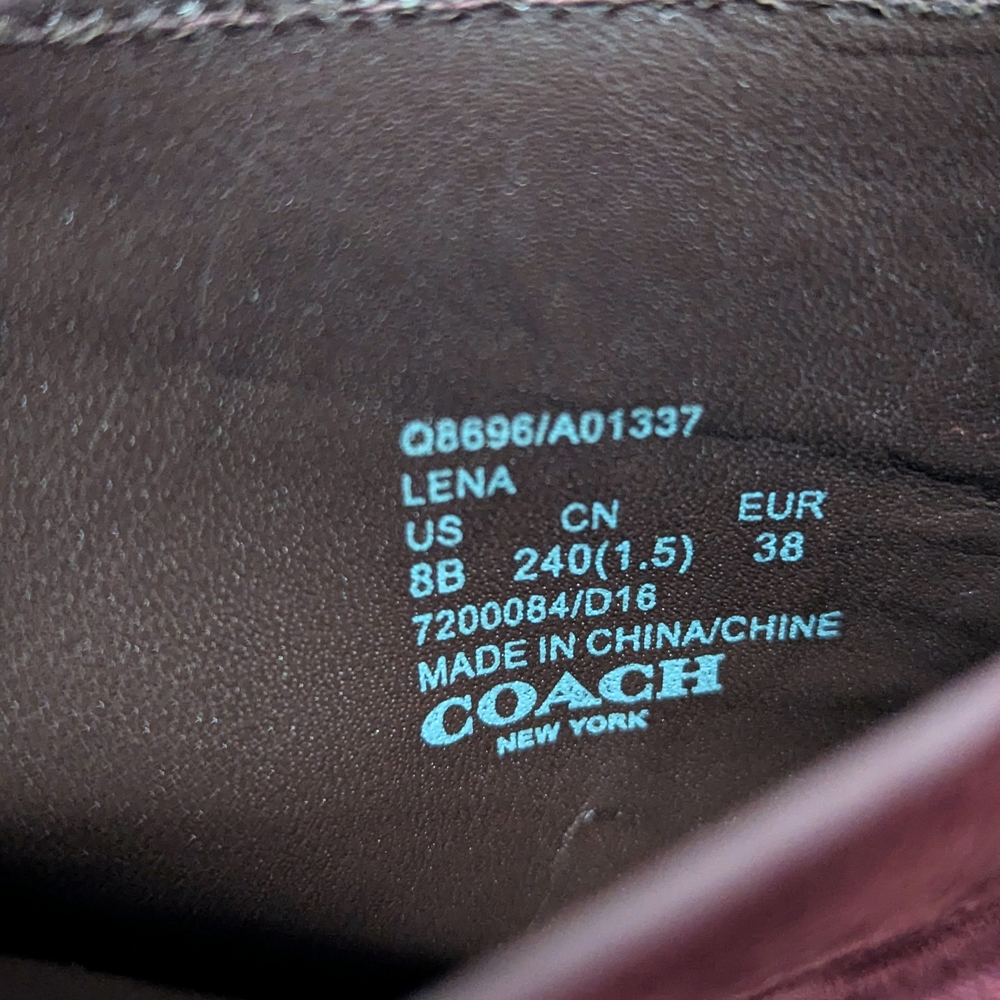 Q8696/A01337
LENA
US CN EUR
8B 240(1.5) 38
7200084/D16
MADE IN CHINA/CHINE
COACH
NEW YORK